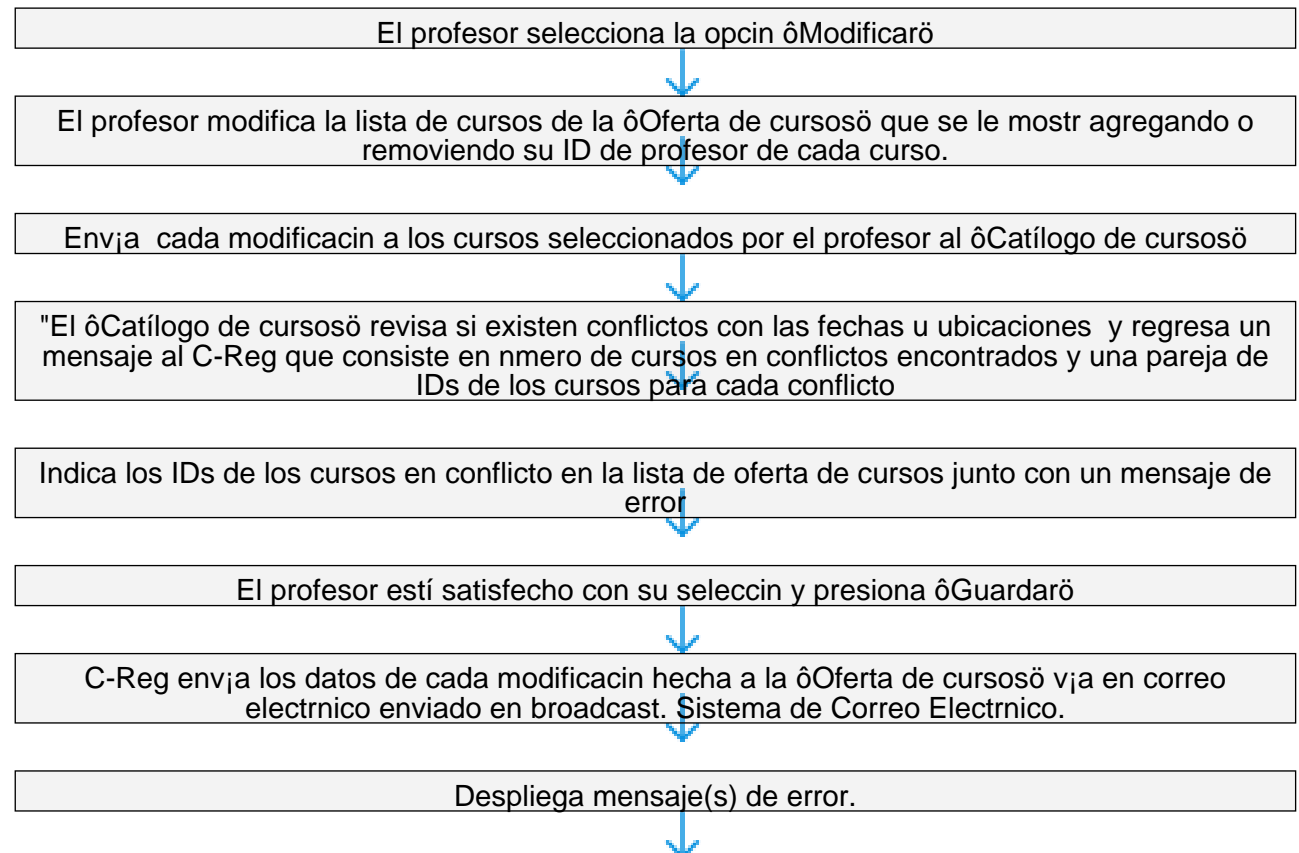 El profesor selecciona la opcin ôModificarö
El profesor modifica la lista de cursos de la ôOferta de cursosö que se le mostr agregando o
removiendo su ID de profesor de cada curso.
Env¡a  cada modificacin a los cursos seleccionados por el profesor al ôCatílogo de cursosö
"El ôCatílogo de cursosö revisa si existen conflictos con las fechas u ubicaciones  y regresa un
mensaje al C-Reg que consiste en nmero de cursos en conflictos encontrados y una pareja de
IDs de los cursos para cada conflicto
Indica los IDs de los cursos en conflicto en la lista de oferta de cursos junto con un mensaje de
error
El profesor estí satisfecho con su seleccin y presiona ôGuardarö
C-Reg env¡a los datos de cada modificacin hecha a la ôOferta de cursosö v¡a en correo
electrnico enviado en broadcast. Sistema de Correo Electrnico.
Despliega mensaje(s) de error.